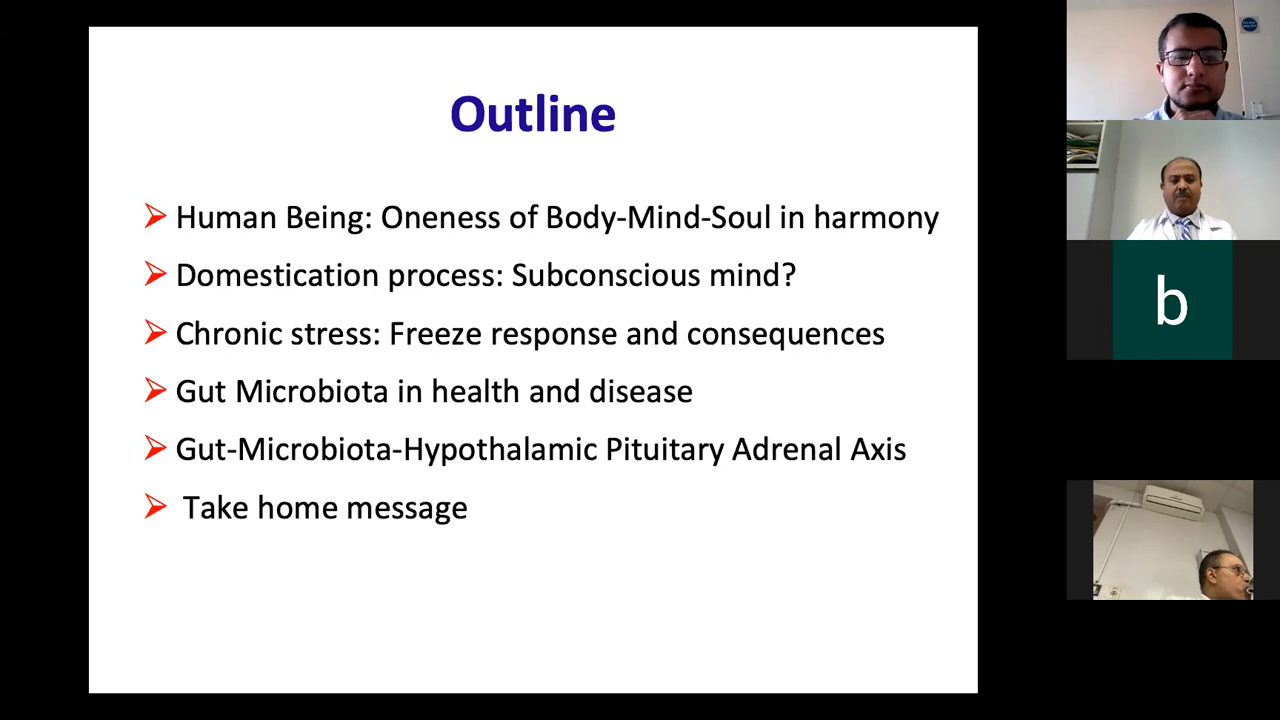 Outline
Human Being: Oneness of Body-Mind-Soul in harmony
Domestication process: Subconscious mind?
Chronic stress: Freeze response and consequences
Gut Microbiota in health and disease
Gut-Microbiota-Hypothalamic Pituitary Adrenal Axis
Take home message
b